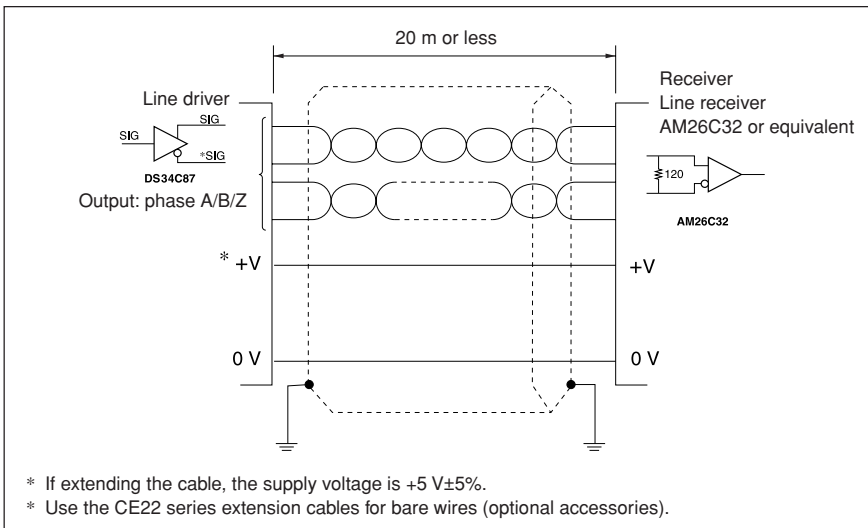 20 m or less
Line driver
SIG
SIG
*SIG
DS34C87
Output: phase A/B/Z
Receiver
Line receiver
AM26C32 or equivalent
120
AM26C32
* +V
+V
0 V
0 V
* If extending the cable, the supply voltage is +5 V±5%.
* Use the CE22 series extension cables for bare wires (optional accessories).